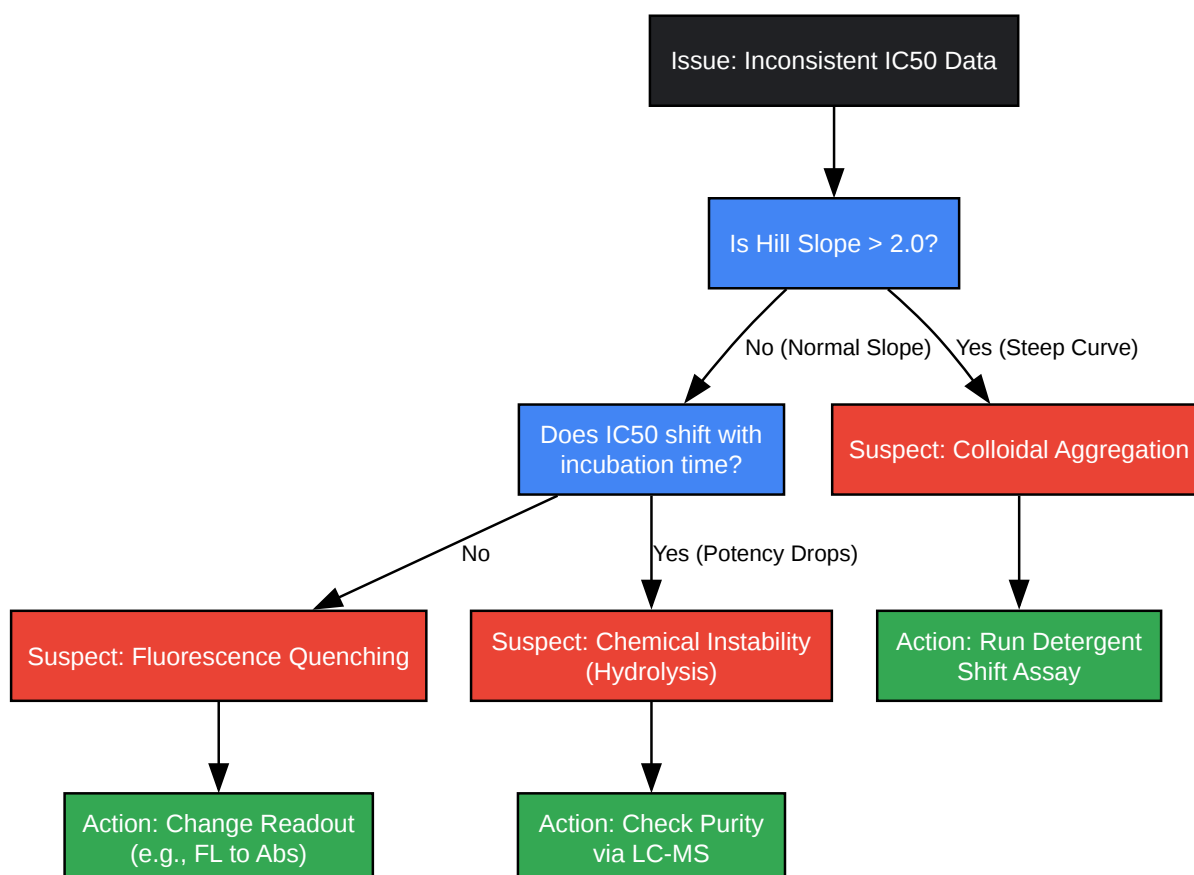 Issue: Inconsistent IC50 Data
Is Hill Slope > 2.0?
No (Normal Slope)
Yes (Steep Curve)
Does IC50 shift with
incubation time?
Suspect: Colloidal Aggregation
No
Yes (Potency Drops)
Suspect: Fluorescence Quenching
Suspect: Chemical Instability
(Hydrolysis)
Action: Run Detergent
Shift Assay
Action: Change Readout
(e.g., FL to Abs)
Action: Check Purity
via LC-MS